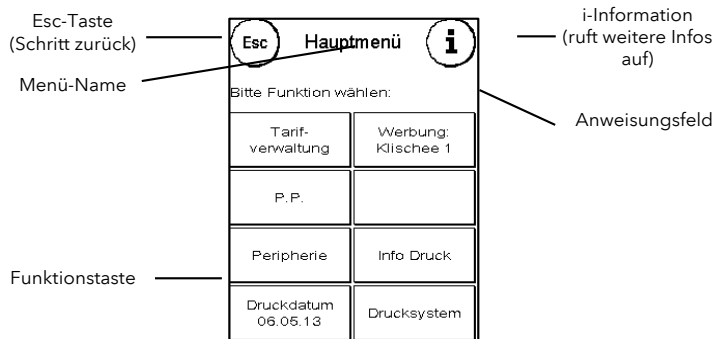 Esc-Taste
(Schritt zurück)
Menü-Name
Funktionstaste
Esc
Hauptmenü
i
Bitte Funktion wählen:
Tarif-
verwaltung
Werbung:
Klischee 1
P.P.
Peripherie
Info Druck
Druckdatum
06.05.13
Drucksystem
i-Information
(ruft weitere Infos
auf)
Anweisungsfeld